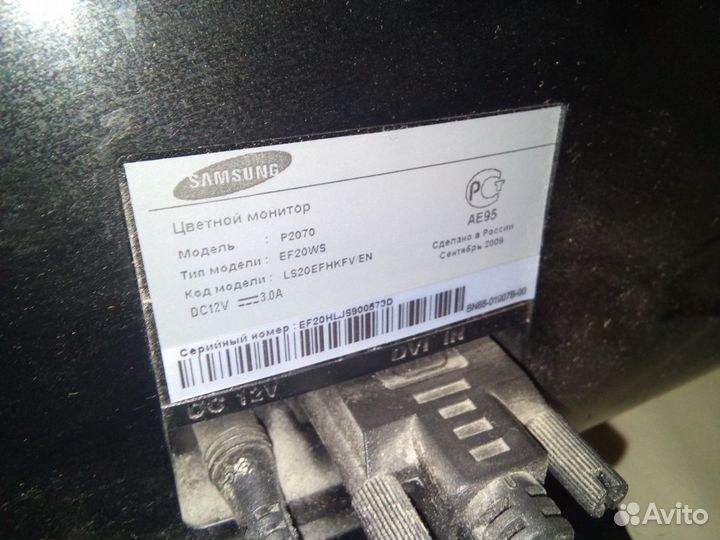 SAMSUNG
Цветной монитор
Модель : P2070
Тип модели : EF20WS
Код модели : LS20EFHKFV/EN
DC12V 3.0A
Серийный номер : EF20HLJS900573D
PCT
AE95
Сделано в России
Сентябрь 2009
BN68-01907B-00
DC 12V
DVI IN
Avito